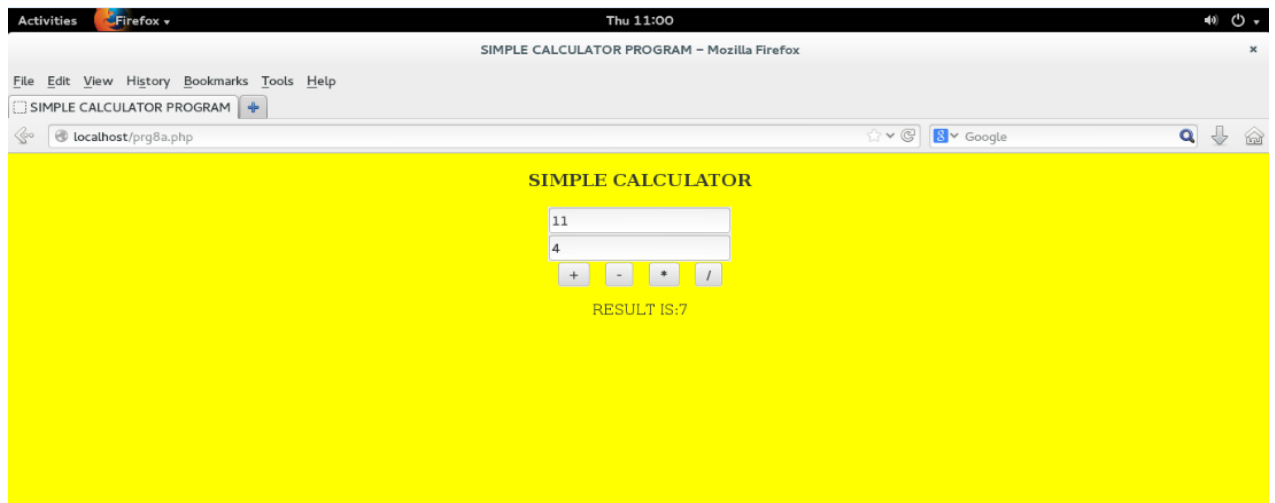 Activities Firefox Thu 11:00
SIMPLE CALCULATOR PROGRAM – Mozilla Firefox
File Edit View History Bookmarks Tools Help
SIMPLE CALCULATOR PROGRAM
localhost/prg8a.php Google
SIMPLE CALCULATOR
11
4
+ - * /
RESULT IS:7